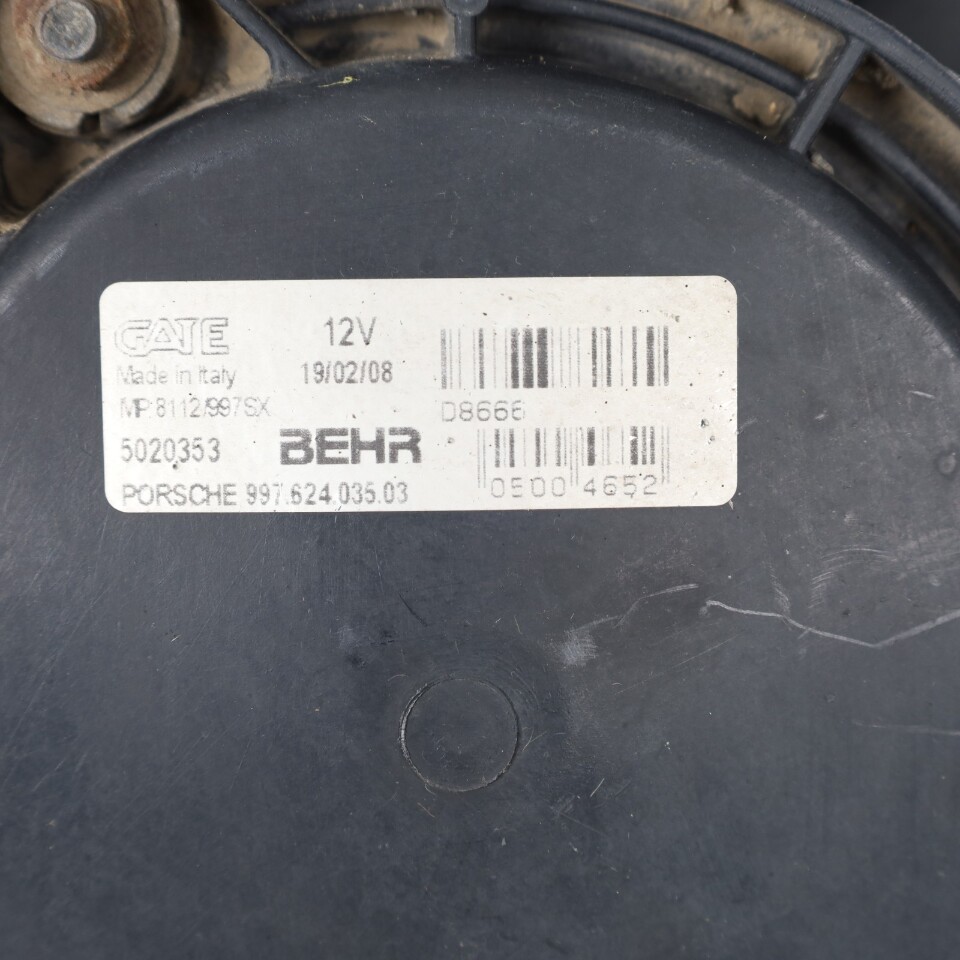 GATE 12V
Made in Italy 19/02/08
MP.8112/997SX D8666
5020353 BEHR
PORSCHE 997.624.035.03 0500 4652